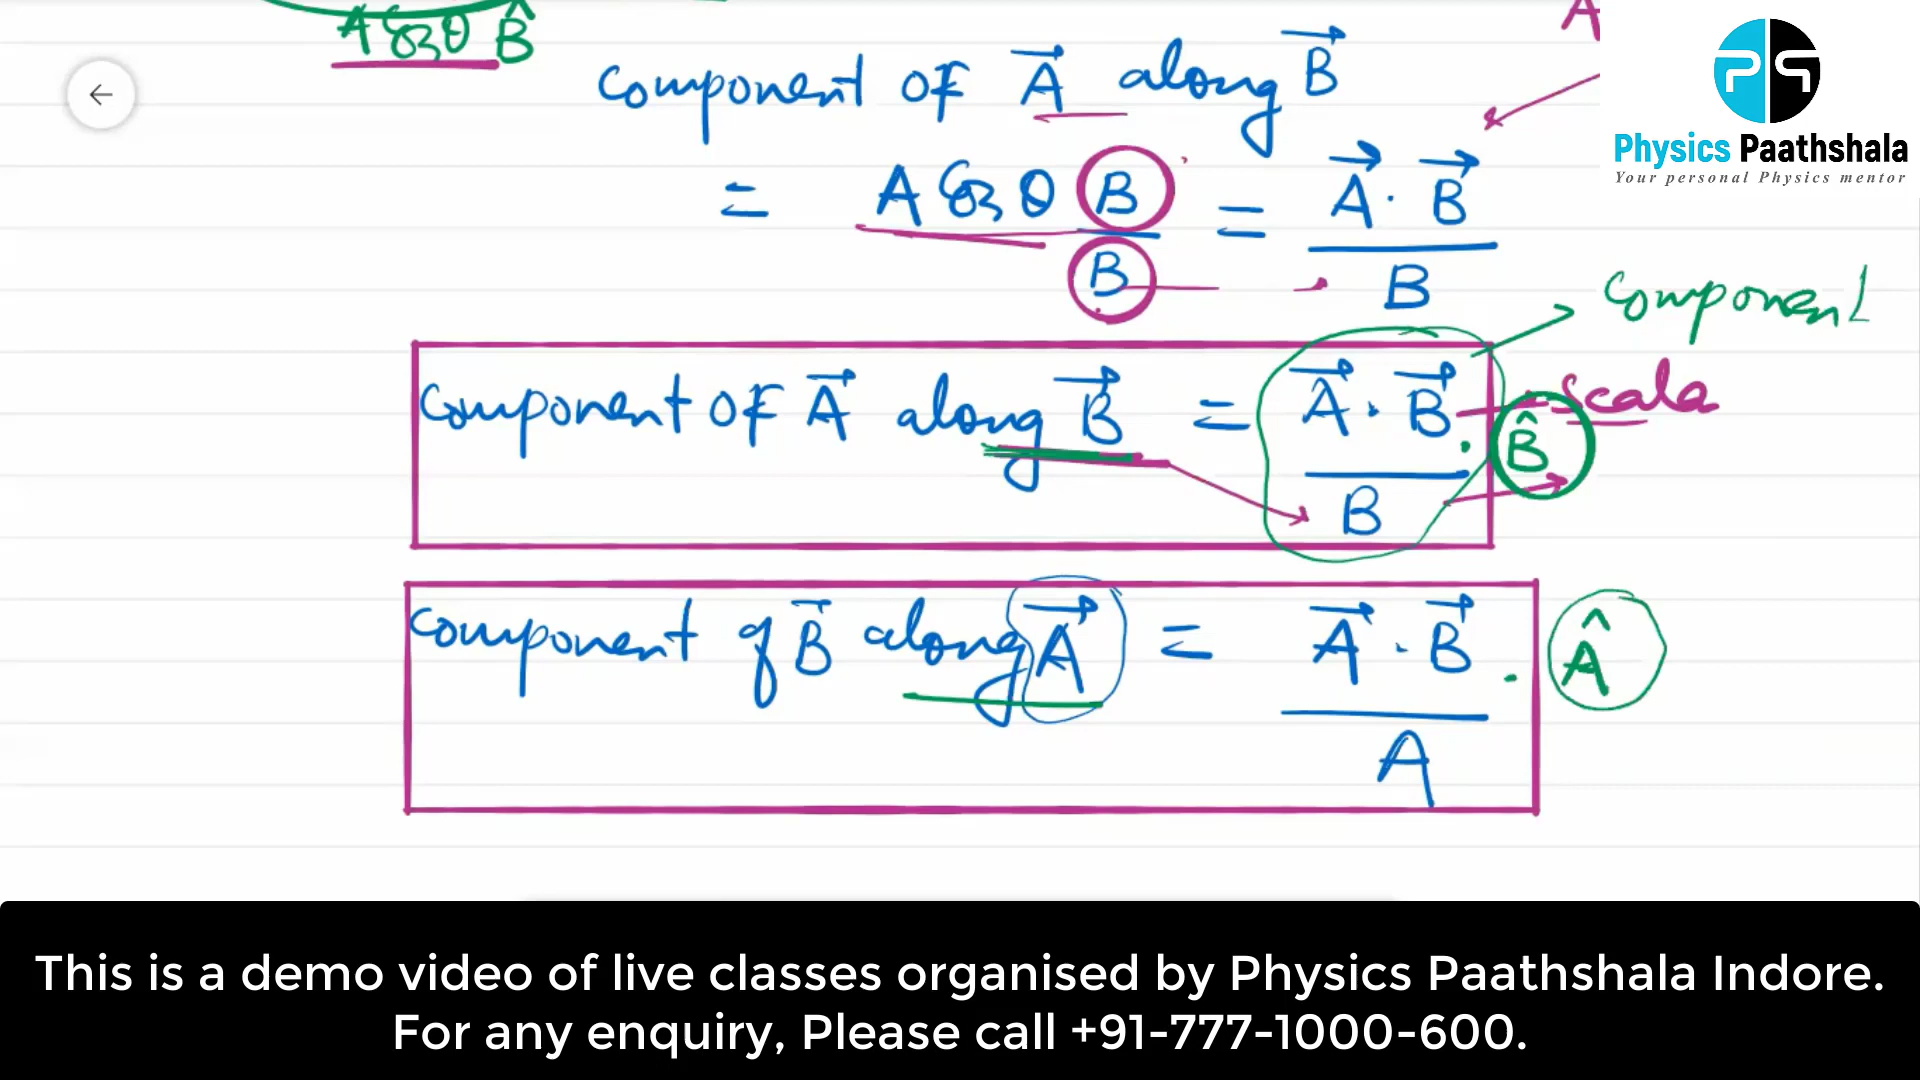 A cosθ B̂
A
component of A⃗ along B⃗
= A cosθ B/B = A⃗ · B⃗ / B
component
component of A⃗ along B⃗ = A⃗ · B⃗ / B · B̂
scala
component of B⃗ along A⃗ = A⃗ · B⃗ / A · Â
Physics Paathshala
Your personal Physics mentor
This is a demo video of live classes organised by Physics Paathshala Indore.
For any enquiry, Please call +91-777-1000-600.